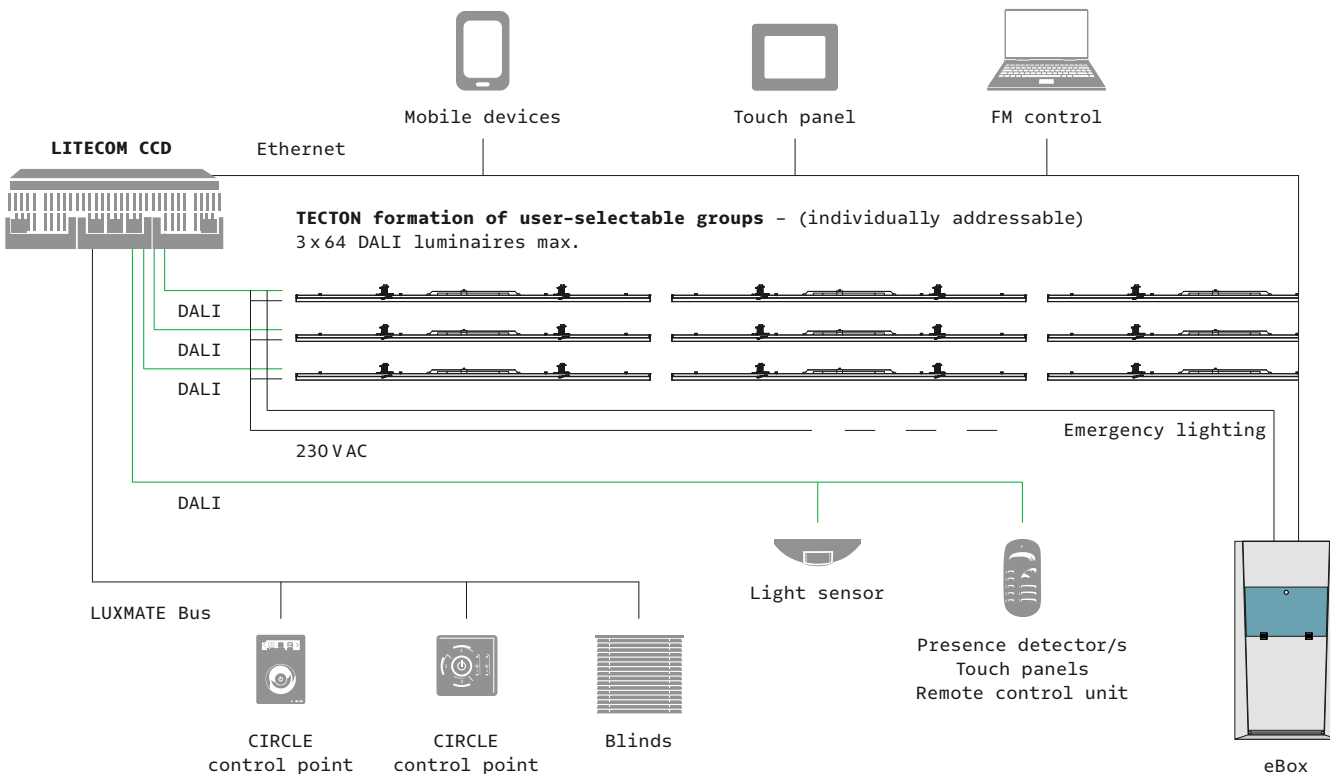 Mobile devices
Touch panel
FM control
LITECOM CCD
Ethernet
TECTON formation of user-selectable groups – (individually addressable)
3 x 64 DALI luminaires max.
DALI
DALI
DALI
Emergency lighting
230 V AC
DALI
Light sensor
LUXMATE Bus
Presence detector/s
Touch panels
Remote control unit
CIRCLE
control point
CIRCLE
control point
Blinds
eBox